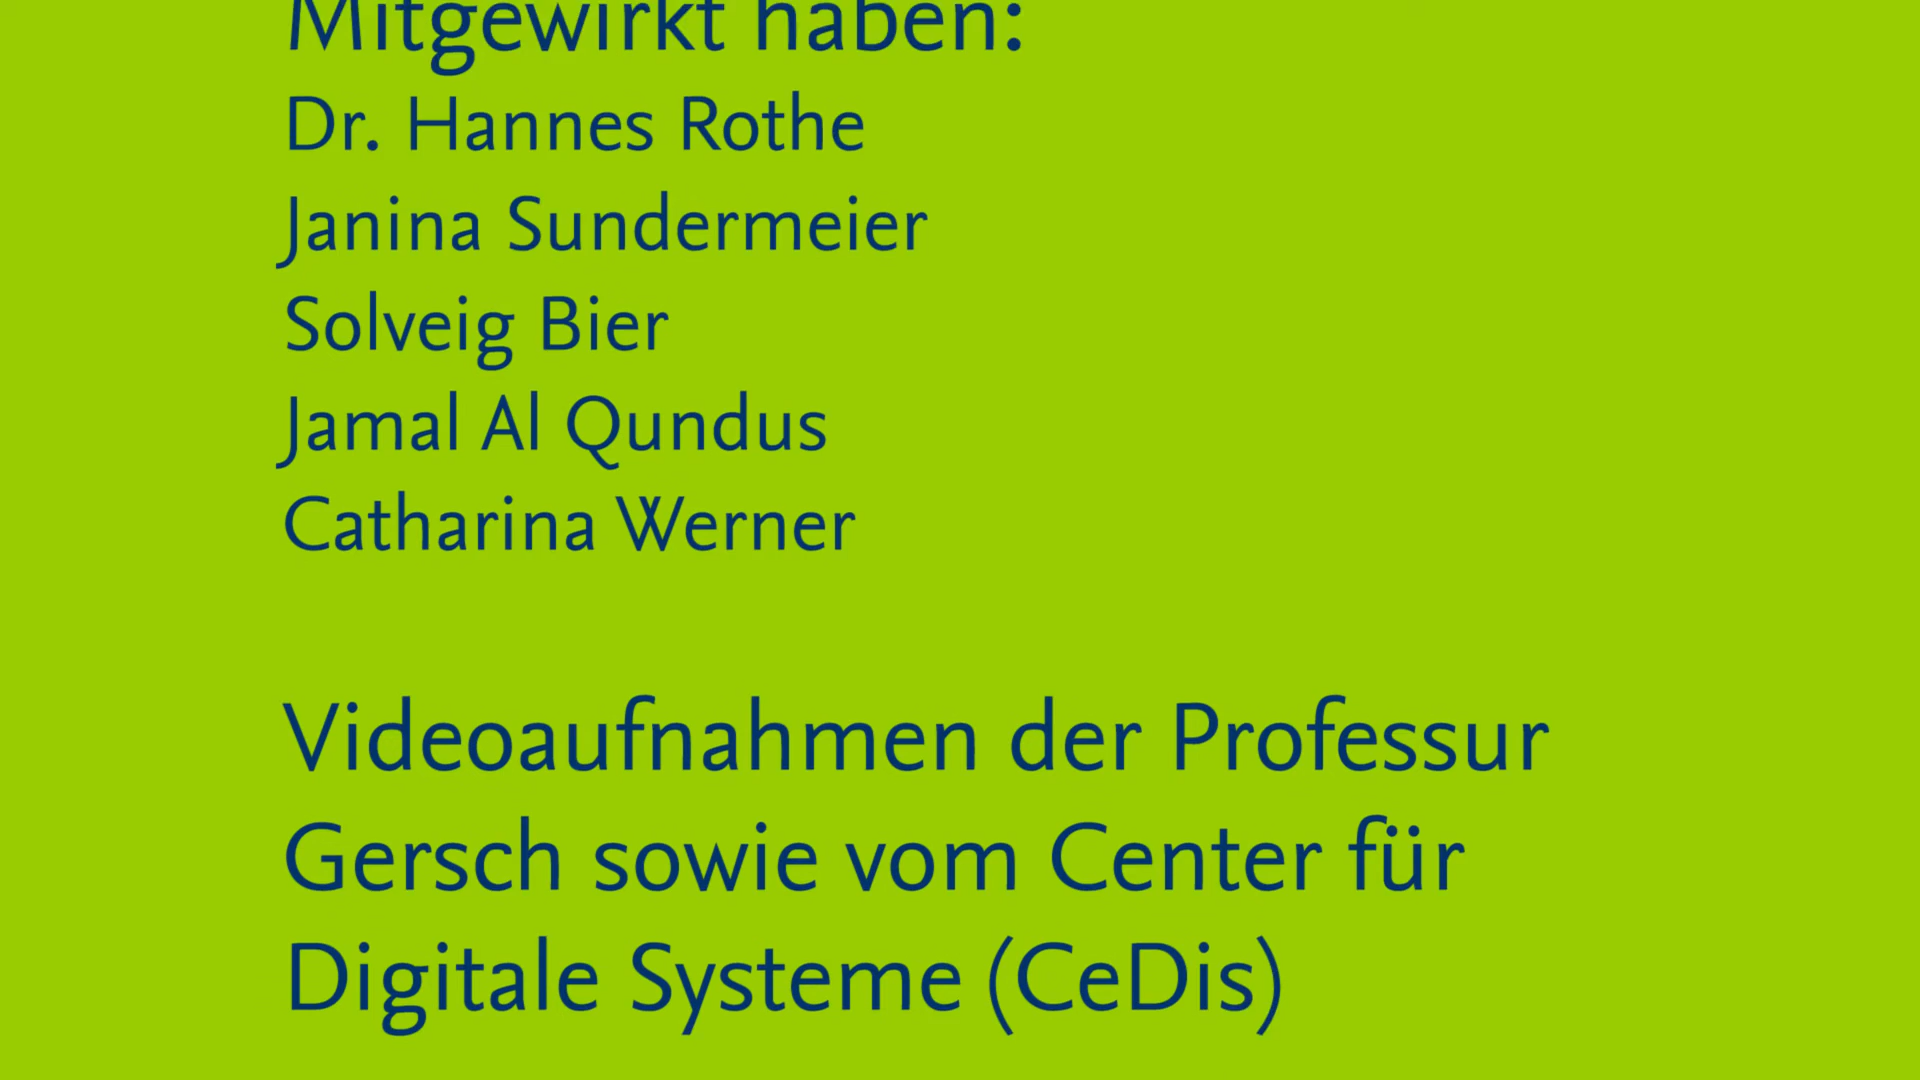 Mitgewirkt haben:
Dr. Hannes Rothe
Janina Sundermeier
Solveig Bier
Jamal Al Qundus
Catharina Werner
Videoaufnahmen der Professur
Gersch sowie vom Center für
Digitale Systeme (CeDis)